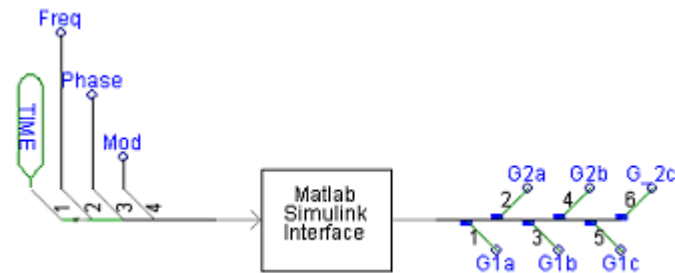 Freq
Phase
TIME
Mod
1 2 3 4
Matlab
Simulink
Interface
G2a G2b G_2c
2 4 6
1 3 5
G1a G1b G1c